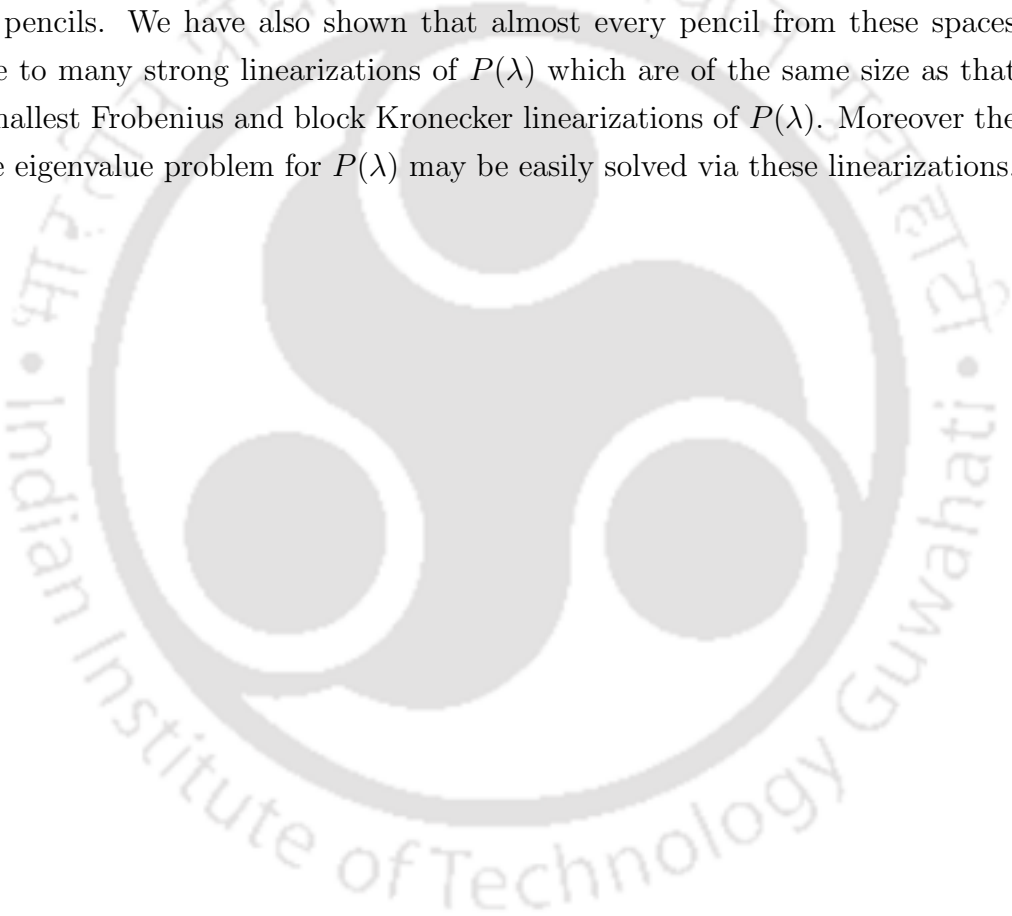 pencils. We have also shown that almost every pencil from these spaces
e to many strong linearizations of P(λ) which are of the same size as that
nallest Frobenius and block Kronecker linearizations of P(λ). Moreover the
e eigenvalue problem for P(λ) may be easily solved via these linearizations.
Indian Institute of Technology Guwahati